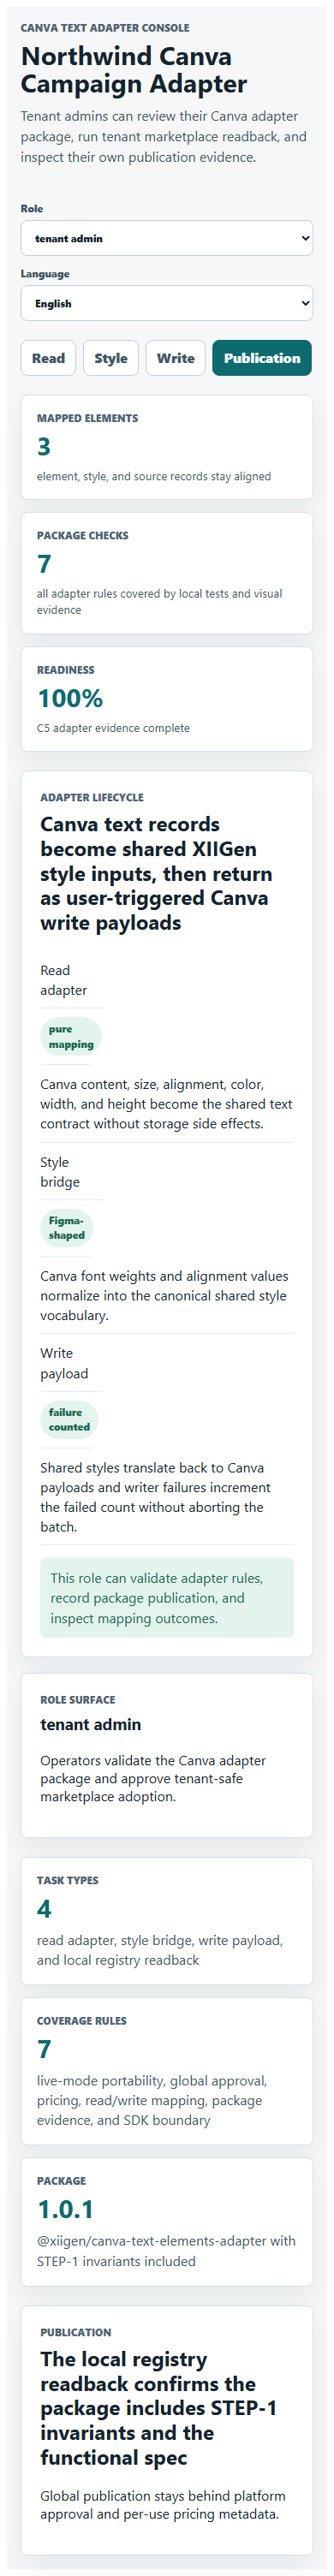 CANVA TEXT ADAPTER CONSOLE
Northwind Canva
Campaign Adapter
Tenant admins can review their Canva adapter
package, run tenant marketplace readback, and
inspect their own publication evidence.
Role
tenant admin
Language
English
Read Style Write Publication
MAPPED ELEMENTS
3
element, style, and source records stay aligned
PACKAGE CHECKS
7
all adapter rules covered by local tests and visual
evidence
READINESS
100%
C5 adapter evidence complete
ADAPTER LIFECYCLE
Canva text records
become shared XIIGen
style inputs, then return
as user-triggered Canva
write payloads
Read
adapter
pure
mapping
Canva content, size, alignment, color,
width, and height become the shared text
contract without storage side effects.
Style
bridge
Figma-
shaped
Canva font weights and alignment values
normalize into the canonical shared style
vocabulary.
Write
payload
failure
counted
Shared styles translate back to Canva
payloads and writer failures increment
the failed count without aborting the
batch.
This role can validate adapter rules,
record package publication, and
inspect mapping outcomes.
ROLE SURFACE
tenant admin
Operators validate the Canva adapter
package and approve tenant-safe
marketplace adoption.
TASK TYPES
4
read adapter, style bridge, write payload,
and local registry readback
COVERAGE RULES
7
live-mode portability, global approval,
pricing, read/write mapping, package
evidence, and SDK boundary
PACKAGE
1.0.1
@xiigen/canva-text-elements-adapter with
STEP-1 invariants included
PUBLICATION
The local registry
readback confirms the
package includes STEP-1
invariants and the
functional spec
Global publication stays behind platform
approval and per-use pricing metadata.